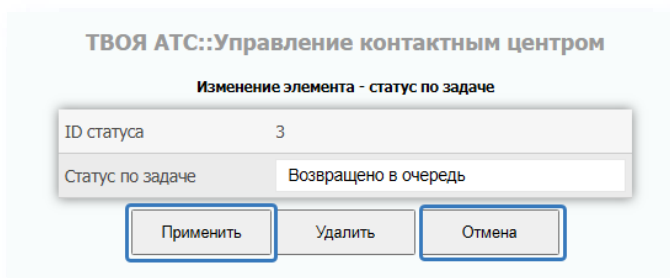 ТВОЯ АТС::Управление контактным центром
Изменение элемента - статус по задаче
ID статуса 3
Статус по задаче Возвращено в очередь
Применить Удалить Отмена